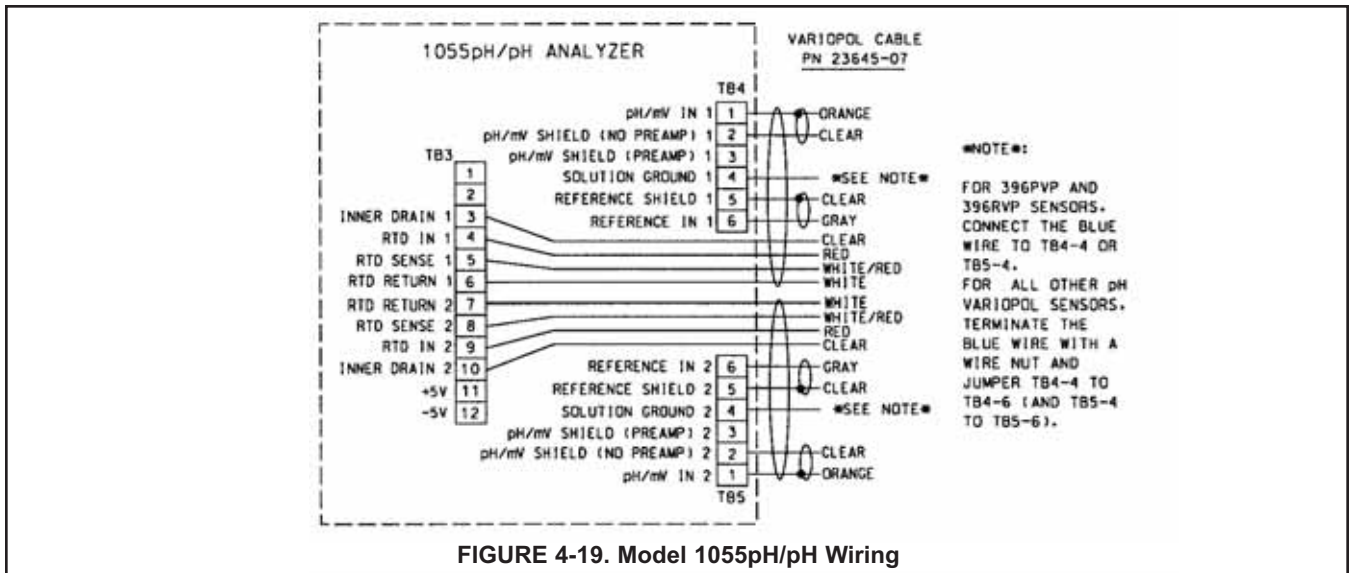 1055pH/pH ANALYZER
VARIOPOL CABLE
PN 23645-07
TB4
pH/mV IN 1 1 ORANGE
pH/mV SHIELD (NO PREAMP) 1 2 CLEAR
pH/mV SHIELD (PREAMP) 1 3
SOLUTION GROUND 1 4 *SEE NOTE*
REFERENCE SHIELD 1 5 CLEAR
REFERENCE IN 1 6 GRAY
TB3
1
2
INNER DRAIN 1 3 CLEAR
RTD IN 1 4 RED
RTD SENSE 1 5 WHITE/RED
RTD RETURN 1 6 WHITE
RTD RETURN 2 7 WHITE
RTD SENSE 2 8 WHITE/RED
RTD IN 2 9 RED
INNER DRAIN 2 10 CLEAR
+5V 11
-5V 12
REFERENCE IN 2 6 GRAY
REFERENCE SHIELD 2 5 CLEAR
SOLUTION GROUND 2 4 *SEE NOTE*
pH/mV SHIELD (PREAMP) 2 3
pH/mV SHIELD (NO PREAMP) 2 2 CLEAR
pH/mV IN 2 1 ORANGE
TB5
*NOTE*:
FOR 396PVP AND
396RVP SENSORS.
CONNECT THE BLUE
WIRE TO TB4-4 OR
TB5-4.
FOR ALL OTHER pH
VARIOPOL SENSORS.
TERMINATE THE
BLUE WIRE WITH A
WIRE NUT AND
JUMPER TB4-4 TO
TB4-6 (AND TB5-4
TO TB5-6).
FIGURE 4-19. Model 1055pH/pH Wiring